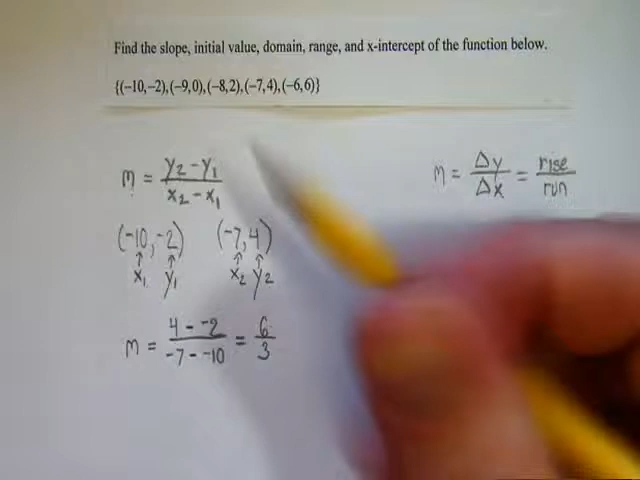 Find the slope, initial value, domain, range, and x-intercept of the function below.
{(−10,−2),(−9,0),(−8,2),(−7,4),(−6,6)}
m = y₂ − y₁ / x₂ − x₁
m = Δy / Δx = rise / run
(-10,-2) (-7,4)
↑ ↑ ↑ ↑
x₁ y₁ x₂ y₂
m = 4 - -2 / -7 - -10 = 6 / 3